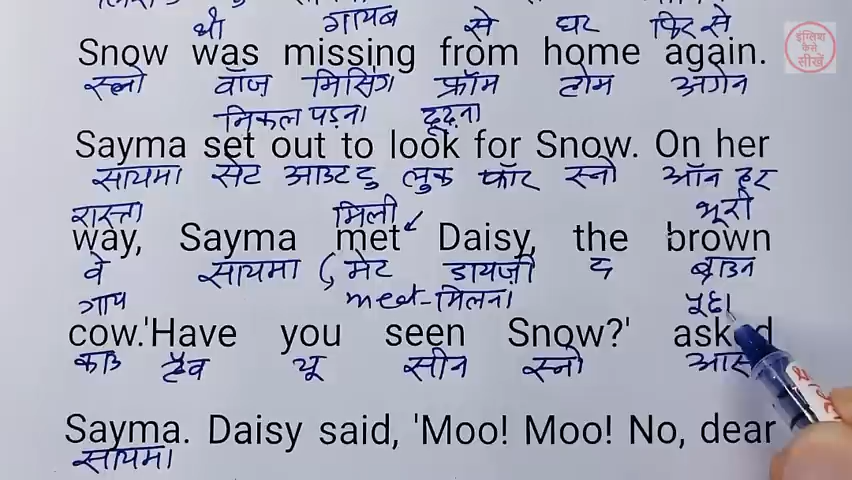 थी गायब से घर फिर से
Snow was missing from home again.
स्नो वॉज़ मिसिंग फ्रॉम होम अगेन
निकल पड़ना ढूढ़ना
Sayma set out to look for Snow. On her
सायमा सेट आउट टु लुक फॉर स्नो ऑन हर
रास्ता मिली भूरी
way, Sayma met Daisy, the brown
वे सायमा मेट डायज़ी द ब्राउन
गाय meet-मिलना पूछा
cow.'Have you seen Snow?' asked
काउ हैव यू सीन स्नो आस
Sayma. Daisy said, 'Moo! Moo! No, dear
सायमा
इंग्लिश
कैसे
सीखें